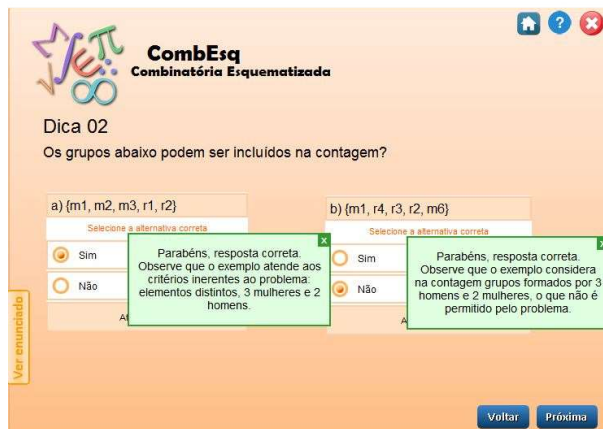 CombEsq
Combinatória Esquematizada
Dica 02
Os grupos abaixo podem ser incluídos na contagem?
a) {m1, m2, m3, r1, r2}
Selecione a alternativa correta
Sim
Não
Parabéns, resposta correta.
Observe que o exemplo atende aos
critérios inerentes ao problema:
elementos distintos, 3 mulheres e 2
homens.
b) {m1, r4, r3, r2, m6}
Selecione a alternativa correta
Sim
Não
Parabéns, resposta correta.
Observe que o exemplo considera
na contagem grupos formados por 3
homens e 2 mulheres, o que não é
permitido pelo problema.
Ver enunciado
Voltar
Próxima